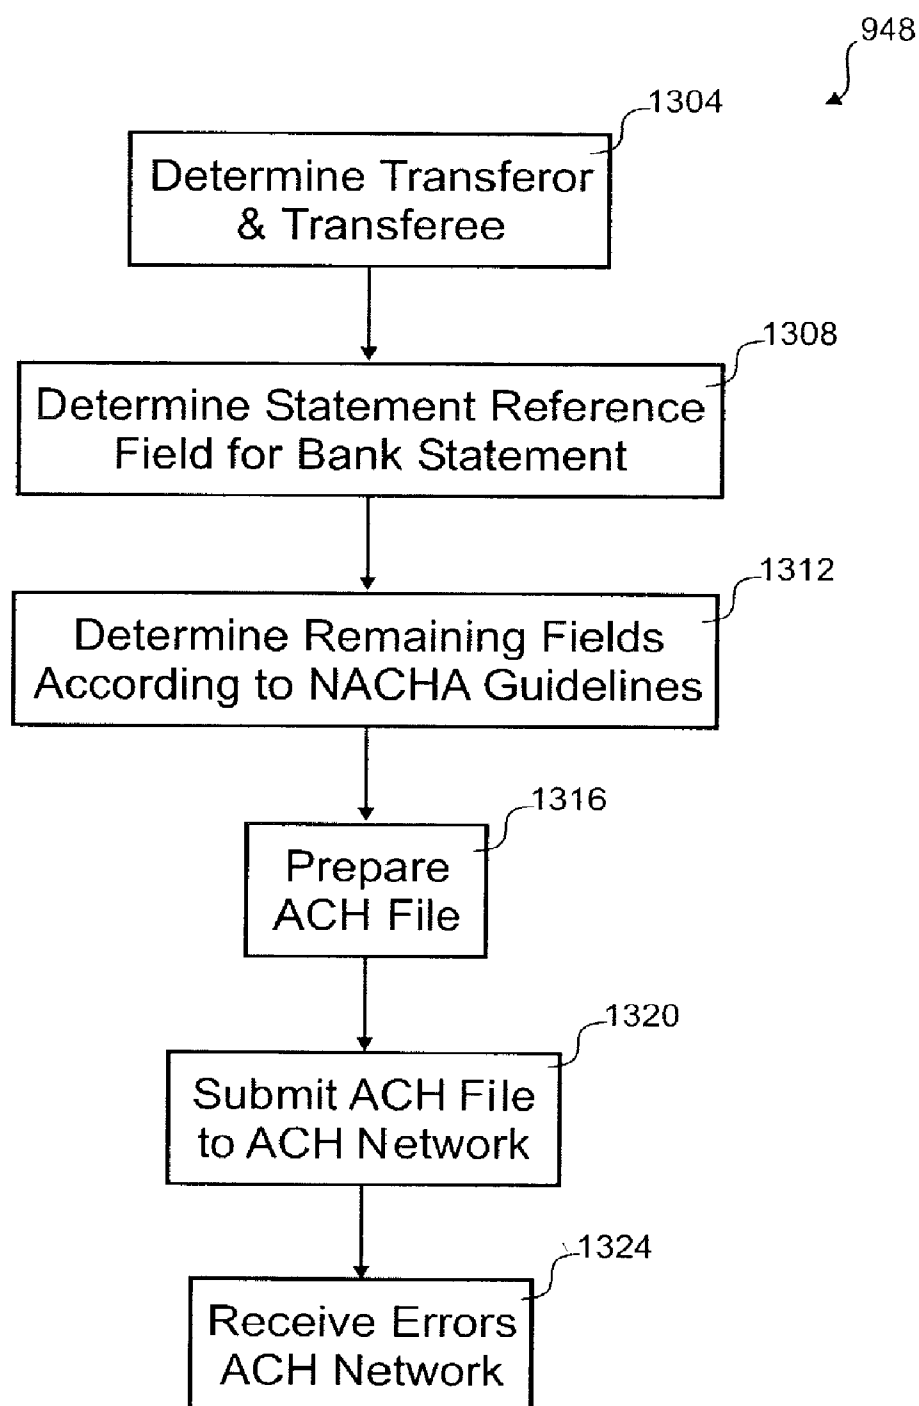 948
1304
Determine Transferor
& Transferee
1308
Determine Statement Reference
Field for Bank Statement
1312
Determine Remaining Fields
According to NACHA Guidelines
1316
Prepare
ACH File
1320
Submit ACH File
to ACH Network
1324
Receive Errors
ACH Network